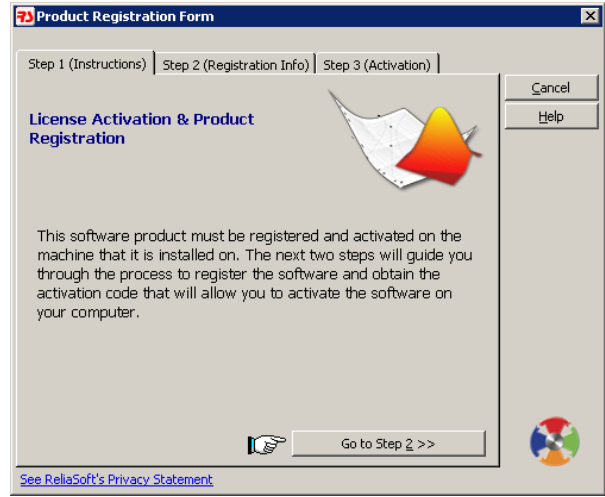 Product Registration Form
Step 1 (Instructions) Step 2 (Registration Info) Step 3 (Activation)
Cancel
Help
License Activation & Product
Registration
This software product must be registered and activated on the
machine that it is installed on. The next two steps will guide you
through the process to register the software and obtain the
activation code that will allow you to activate the software on
your computer.
Go to Step 2 >>
See ReliaSoft's Privacy Statement